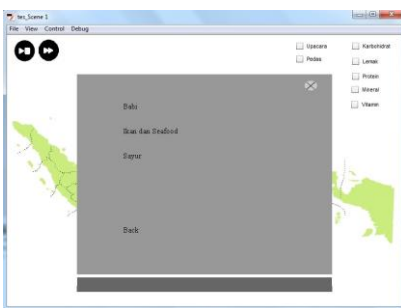 tes_Scene 1
File View Control Debug
Upacara
Karbohidrat
Pedas
Lemak
Protein
Mineral
Vitamin
Babi
Ikan dan Seafood
Sayur
Back